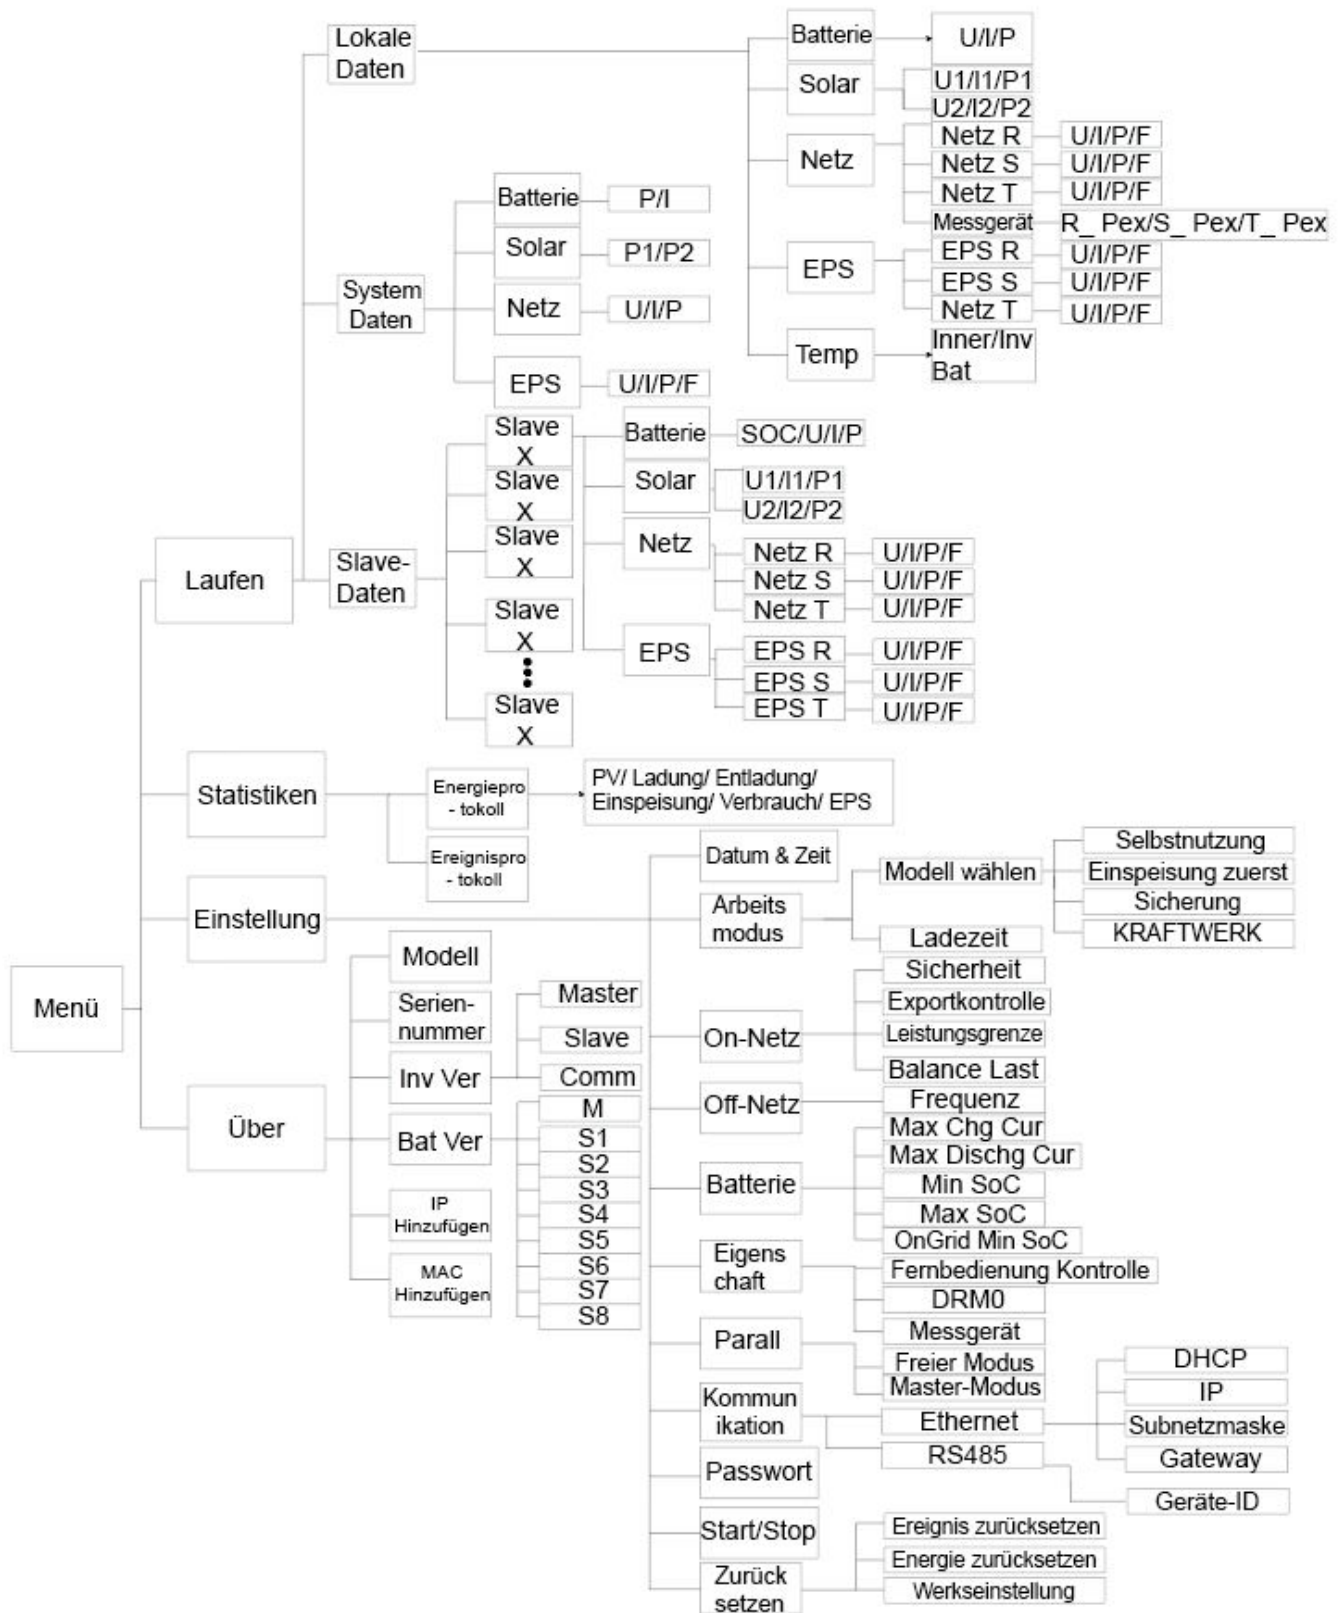 Menü
Laufen
Lokale
Daten
Batterie
U/I/P
Solar
U1/I1/P1
U2/I2/P2
Netz
Netz R
U/I/P/F
Netz S
U/I/P/F
Netz T
U/I/P/F
Messgerät
R_ Pex/S_ Pex/T_ Pex
EPS
EPS R
U/I/P/F
EPS S
U/I/P/F
Netz T
U/I/P/F
Temp
Inner/Inv
Bat
System
Daten
Batterie
P/I
Solar
P1/P2
Netz
U/I/P
EPS
U/I/P/F
Slave-
Daten
Slave
X
Slave
X
Slave
X
Slave
X
Slave
X
Batterie
SOC/U/I/P
Solar
U1/I1/P1
U2/I2/P2
Netz
Netz R
U/I/P/F
Netz S
U/I/P/F
Netz T
U/I/P/F
EPS
EPS R
U/I/P/F
EPS S
U/I/P/F
EPS T
U/I/P/F
Statistiken
Energiepro
- tokoll
PV/ Ladung/ Entladung/
Einspeisung/ Verbrauch/ EPS
Ereignispro
- tokoll
Einstellung
Datum & Zeit
Arbeits
modus
Modell wählen
Selbstnutzung
Einspeisung zuerst
Sicherung
KRAFTWERK
Ladezeit
On-Netz
Sicherheit
Exportkontrolle
Leistungsgrenze
Balance Last
Off-Netz
Frequenz
Batterie
Max Chg Cur
Max Dischg Cur
Min SoC
Max SoC
OnGrid Min SoC
Eigens
chaft
Fernbedienung Kontrolle
DRM0
Messgerät
Parall
Freier Modus
Master-Modus
Kommun
ikation
Ethernet
DHCP
IP
Subnetzmaske
Gateway
RS485
Geräte-ID
Passwort
Start/Stop
Zurück
setzen
Ereignis zurücksetzen
Energie zurücksetzen
Werkseinstellung
Über
Modell
Serien-
nummer
Inv Ver
Master
Slave
Comm
Bat Ver
M
S1
S2
S3
S4
S5
S6
S7
S8
IP
Hinzufügen
MAC
Hinzufügen